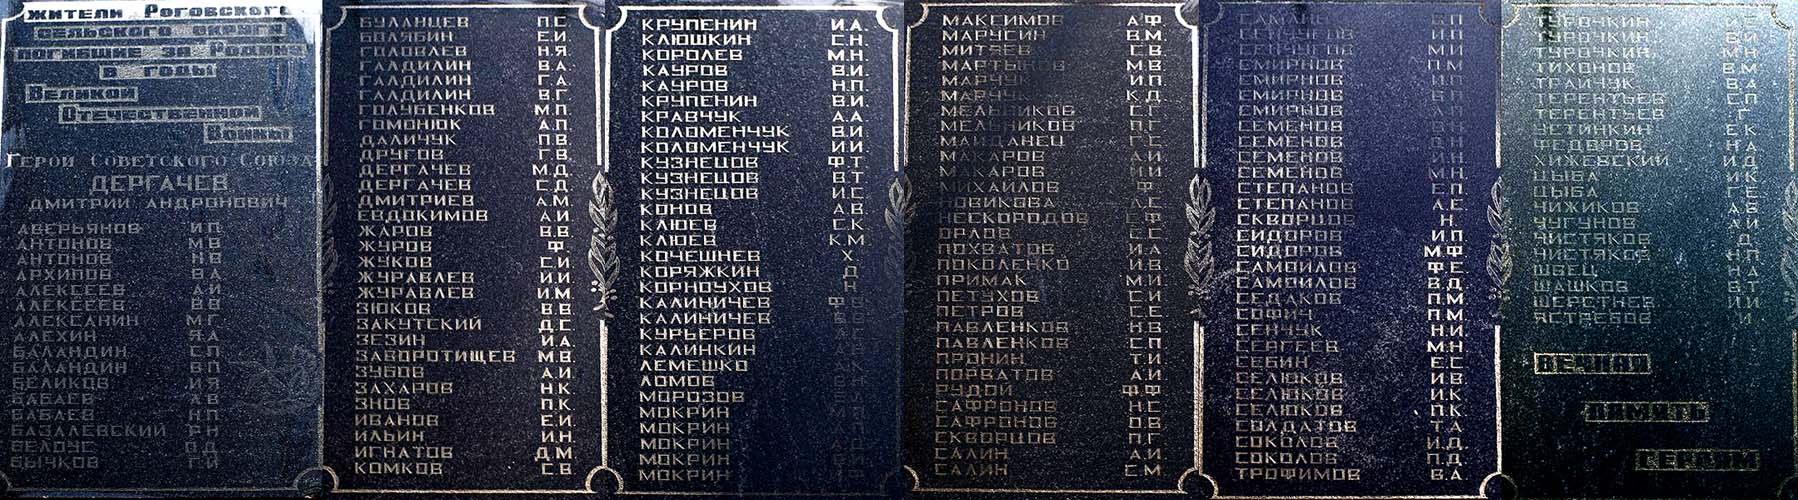 Жители Роговского
сельского округа
погибшие за Родину
в годы
Великой
Отечественной
Войны
Герой Советского Союза
ДЕРГАЧЕВ
ДМИТРИЙ АНДРОНОВИЧ
АВЕРЬЯНОВ И.П.
АНТОНОВ М.В.
АНТОНОВ Н.В.
АРХИПОВ В.А.
АЛЕКСЕЕВ А.И.
АЛЕКСЕЕВ В.В.
АЛЕКСАНИН М.Г.
АЛЕХИН Я.А.
БАЛАНДИН С.П.
БАЛАНДИН В.П.
БЕЛИКОВ И.Я.
БАБАЕВ А.В.
БАБАЕВ Н.П.
БАЗАЛЕВСКИЙ Р.Н.
БЕЛОУС О.Д.
БЫЧКОВ Г.И.
БУЛАНЦЕВ П.С.
БОЛЯБИН Е.И.
ГОЛОВЛЕВ Н.Я.
ГАЛДИЛИН В.А.
ГАЛДИЛИН Г.А.
ГАЛДИЛИН В.Г.
ГОЛУБЕНКОВ М.П.
ГОМОНЮК А.П.
ДАЛИЧУК П.В.
ДРУГОВ Г.В.
ДЕРГАЧЕВ М.Д.
ДЕРГАЧЕВ С.Д.
ДМИТРИЕВ А.М.
ЕВДОКИМОВ А.И.
ЖАРОВ В.В.
ЖУРОВ Ф.
ЖУКОВ С.И.
ЖУРАВЛЕВ И.И.
ЖУРАВЛЕВ И.М.
ЗЮКОВ В.В.
ЗАКУТСКИЙ Д.С.
ЗЕЗИН И.А.
ЗАВОРОТИЩЕВ М.В.
ЗУБОВ А.И.
ЗАХАРОВ Н.К.
ЗНОВ П.К.
ИВАНОВ Е.И.
ИЛЬИН И.Н.
ИГНАТОВ Д.М.
КОМКОВ С.В.
КРУПЕНИН И.А.
КЛЮШКИН С.Н.
КОРОЛЕВ М.Н.
КАУРОВ В.И.
КАУРОВ Н.П.
КРУПЕНИН В.И.
КРАВЧУК А.А.
КОЛОМЕНЧУК В.И.
КОЛОМЕНЧУК И.И.
КУЗНЕЦОВ Ф.Т.
КУЗНЕЦОВ В.Т.
КУЗНЕЦОВ И.С.
КОНОВ А.В.
КЛЮЕВ С.К.
КЛЮЕВ К.М.
КОЧЕШНЕВ Х.
КОРЯЖКИН Д.
КОРНОУХОВ Н.
КАЛИНИЧЕВ Ф.В.
КАЛИНИЧЕВ
КУРЬЕРОВ
КАЛИНКИН
ЛЕМЕШКО
ЛОМОВ
МОРОЗОВ
МОКРИН
МОКРИН
МОКРИН
МОКРИН
МОКРИН
МАКСИМОВ А.Ф.
МАРУСИН В.М.
МИТЯЕВ С.В.
МАРТЫНОВ М.В.
МАРЧУК И.П.
МАРЧУК К.Д.
МЕЛЬНИКОВ С.Г.
МЕЛЬНИКОВ П.Г.
МАЙДАНЕЦ Г.С.
МАКАРОВ А.И.
МАКАРОВ И.И.
МИХАЙЛОВ Ф.
НОВИКОВА А.Е.
НЕСКОРОДОВ Е.Ф.
ОРЛОВ С.С.
ПОХВАТОВ И.А.
ПОКОЛЕНКО И.В.
ПРИМАК М.И.
ПЕТУХОВ С.И.
ПЕТРОВ С.Е.
ПАВЛЕНКОВ Н.В.
ПАВЛЕНКОВ С.П.
ПРОНИН Т.И.
ПОРВАТОВ А.И.
РУДОЙ Ф.Ф.
САФРОНОВ Н.С.
САФРОНОВ О.В.
СКВОРЦОВ П.Г.
САЛИН А.И.
САЛИН С.М.
СЕНЧУГОВ И.П.
СЕНЧУГОВ М.И.
СМИРНОВ П.М.
СМИРНОВ И.П.
СМИРНОВ В.П.
СМИРНОВ
СЕМЕНОВ В.Н.
СЕМЕНОВ Д.Н.
СЕМЕНОВ И.Н.
СЕМЕНОВ М.Н.
СТЕПАНОВ Е.П.
СТЕПАНОВ А.Е.
СКВОРЦОВ Н.
СИДОРОВ И.П.
СИДОРОВ М.Ф.
САМОЙЛОВ Ф.Е.
САМОЙЛОВ В.Д.
СЕДАКОВ П.М.
СОФИЧ П.М.
СЕНЧУК Н.И.
СЕРГЕЕВ М.Н.
СЕБИН Е.С.
СЕЛЮКОВ И.В.
СЕЛЮКОВ И.К.
СЕЛЮКОВ П.К.
СОЛДАТОВ Т.А.
СОКОЛОВ И.Д.
СОКОЛОВ П.Д.
ТРОФИМОВ В.А.
ТУРОЧКИН И.С.
ТУРОЧКИН В.И.
ТУРОЧКИН М.Н.
ТИХОНОВ В.М.
ТРАЙЧУК В.А.
ТЕРЕНТЬЕВ С.П.
ТЕРЕНТЬЕВ Г.
УСТИНКИН Е.К.
ФЕДОРОВ Н.А.
ХИЖЕВСКИЙ И.Д.
ЦЫБА И.К.
ЦЫБА Г.Е.
ЧИЖИКОВ А.В.
ЧУГУНОВ А.И.
ЧИСТЯКОВ Д.
ЧИСТЯКОВ Н.П.
ШВЕЦ Н.А.
ШАШКОВ В.Т.
ШЕРСТНЕВ И.И.
ЯСТРЕБОВ И.
ВЕЧНАЯ
ПАМЯТЬ
ГЕРОЯМ